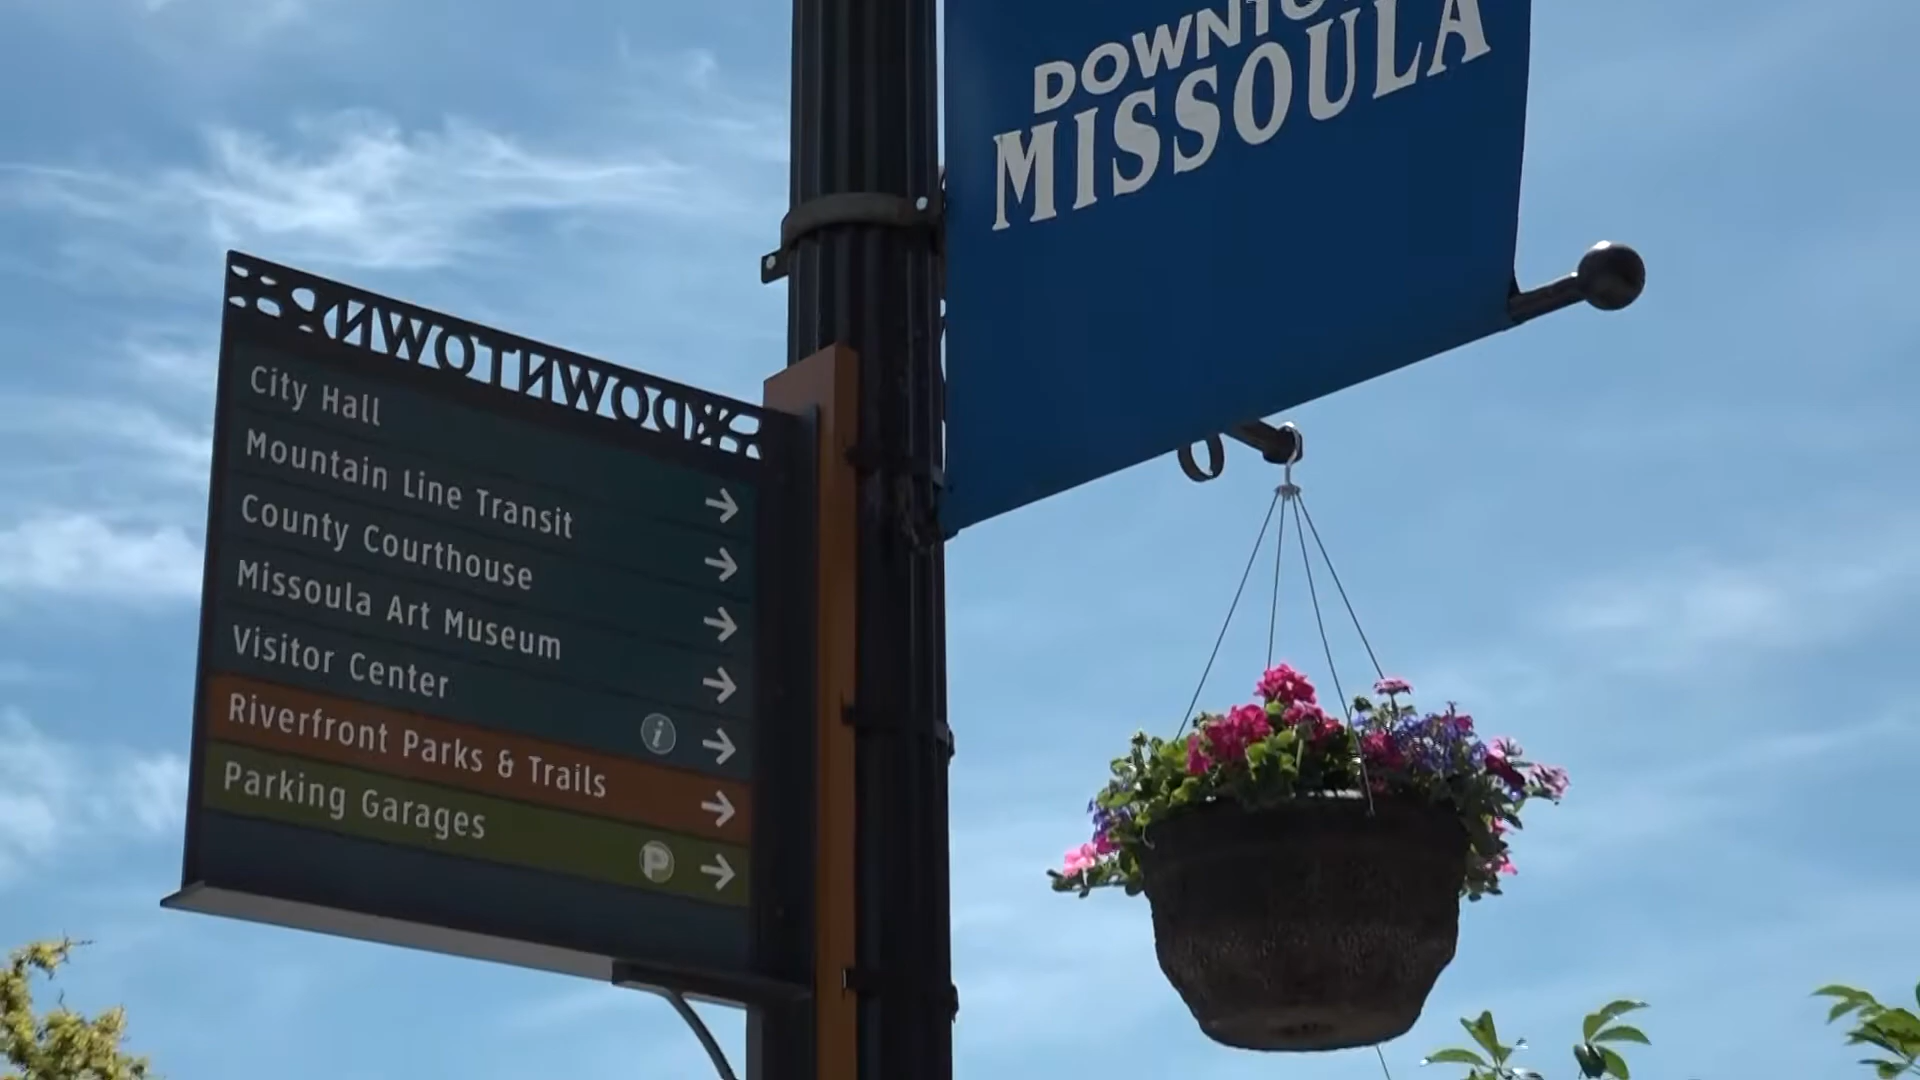 DOWNTOWN
City Hall
Mountain Line Transit
County Courthouse
Missoula Art Museum
Visitor Center
i
Riverfront Parks & Trails
Parking Garages
P
DOWNTO
MISSOULA